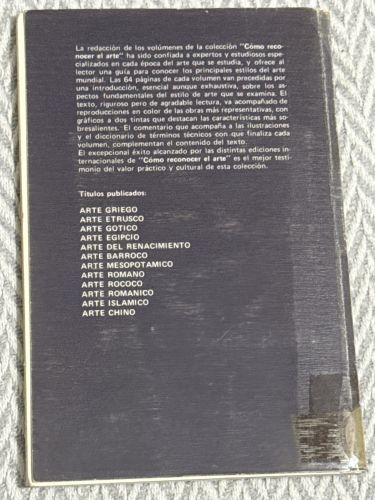 La redacción de los volúmenes de la colección "Cómo reco-
nocer el arte" ha sido confiada a expertos y estudiosos espe-
cializados en cada época del arte que se estudia, y ofrece al
lector una guía para conocer los principales estilos del arte
mundial. Las 64 páginas de cada volumen van precedidas por
una introducción, esencial aunque exhaustiva, sobre los as-
pectos fundamentales del estilo de arte que se examina. El
texto, riguroso pero de agradable lectura, va acompañado de
reproducciones en color de las obras más representativas, con
gráficos a dos tintas que destacan las características más so-
bresalientes. El comentario que acompaña a las ilustraciones
y el diccionario de términos técnicos con que finaliza cada
volumen, complementan el contenido del texto.
El excepcional éxito alcanzado por las distintas ediciones in-
ternacionales de "Cómo reconocer el arte" es el mejor testi-
monio del valor práctico y cultural de esta colección.
Títulos publicados:
ARTE GRIEGO
ARTE ETRUSCO
ARTE GOTICO
ARTE EGIPCIO
ARTE DEL RENACIMIENTO
ARTE BARROCO
ARTE MESOPOTAMICO
ARTE ROMANO
ARTE ROCOCO
ARTE ROMANICO
ARTE ISLAMICO
ARTE CHINO